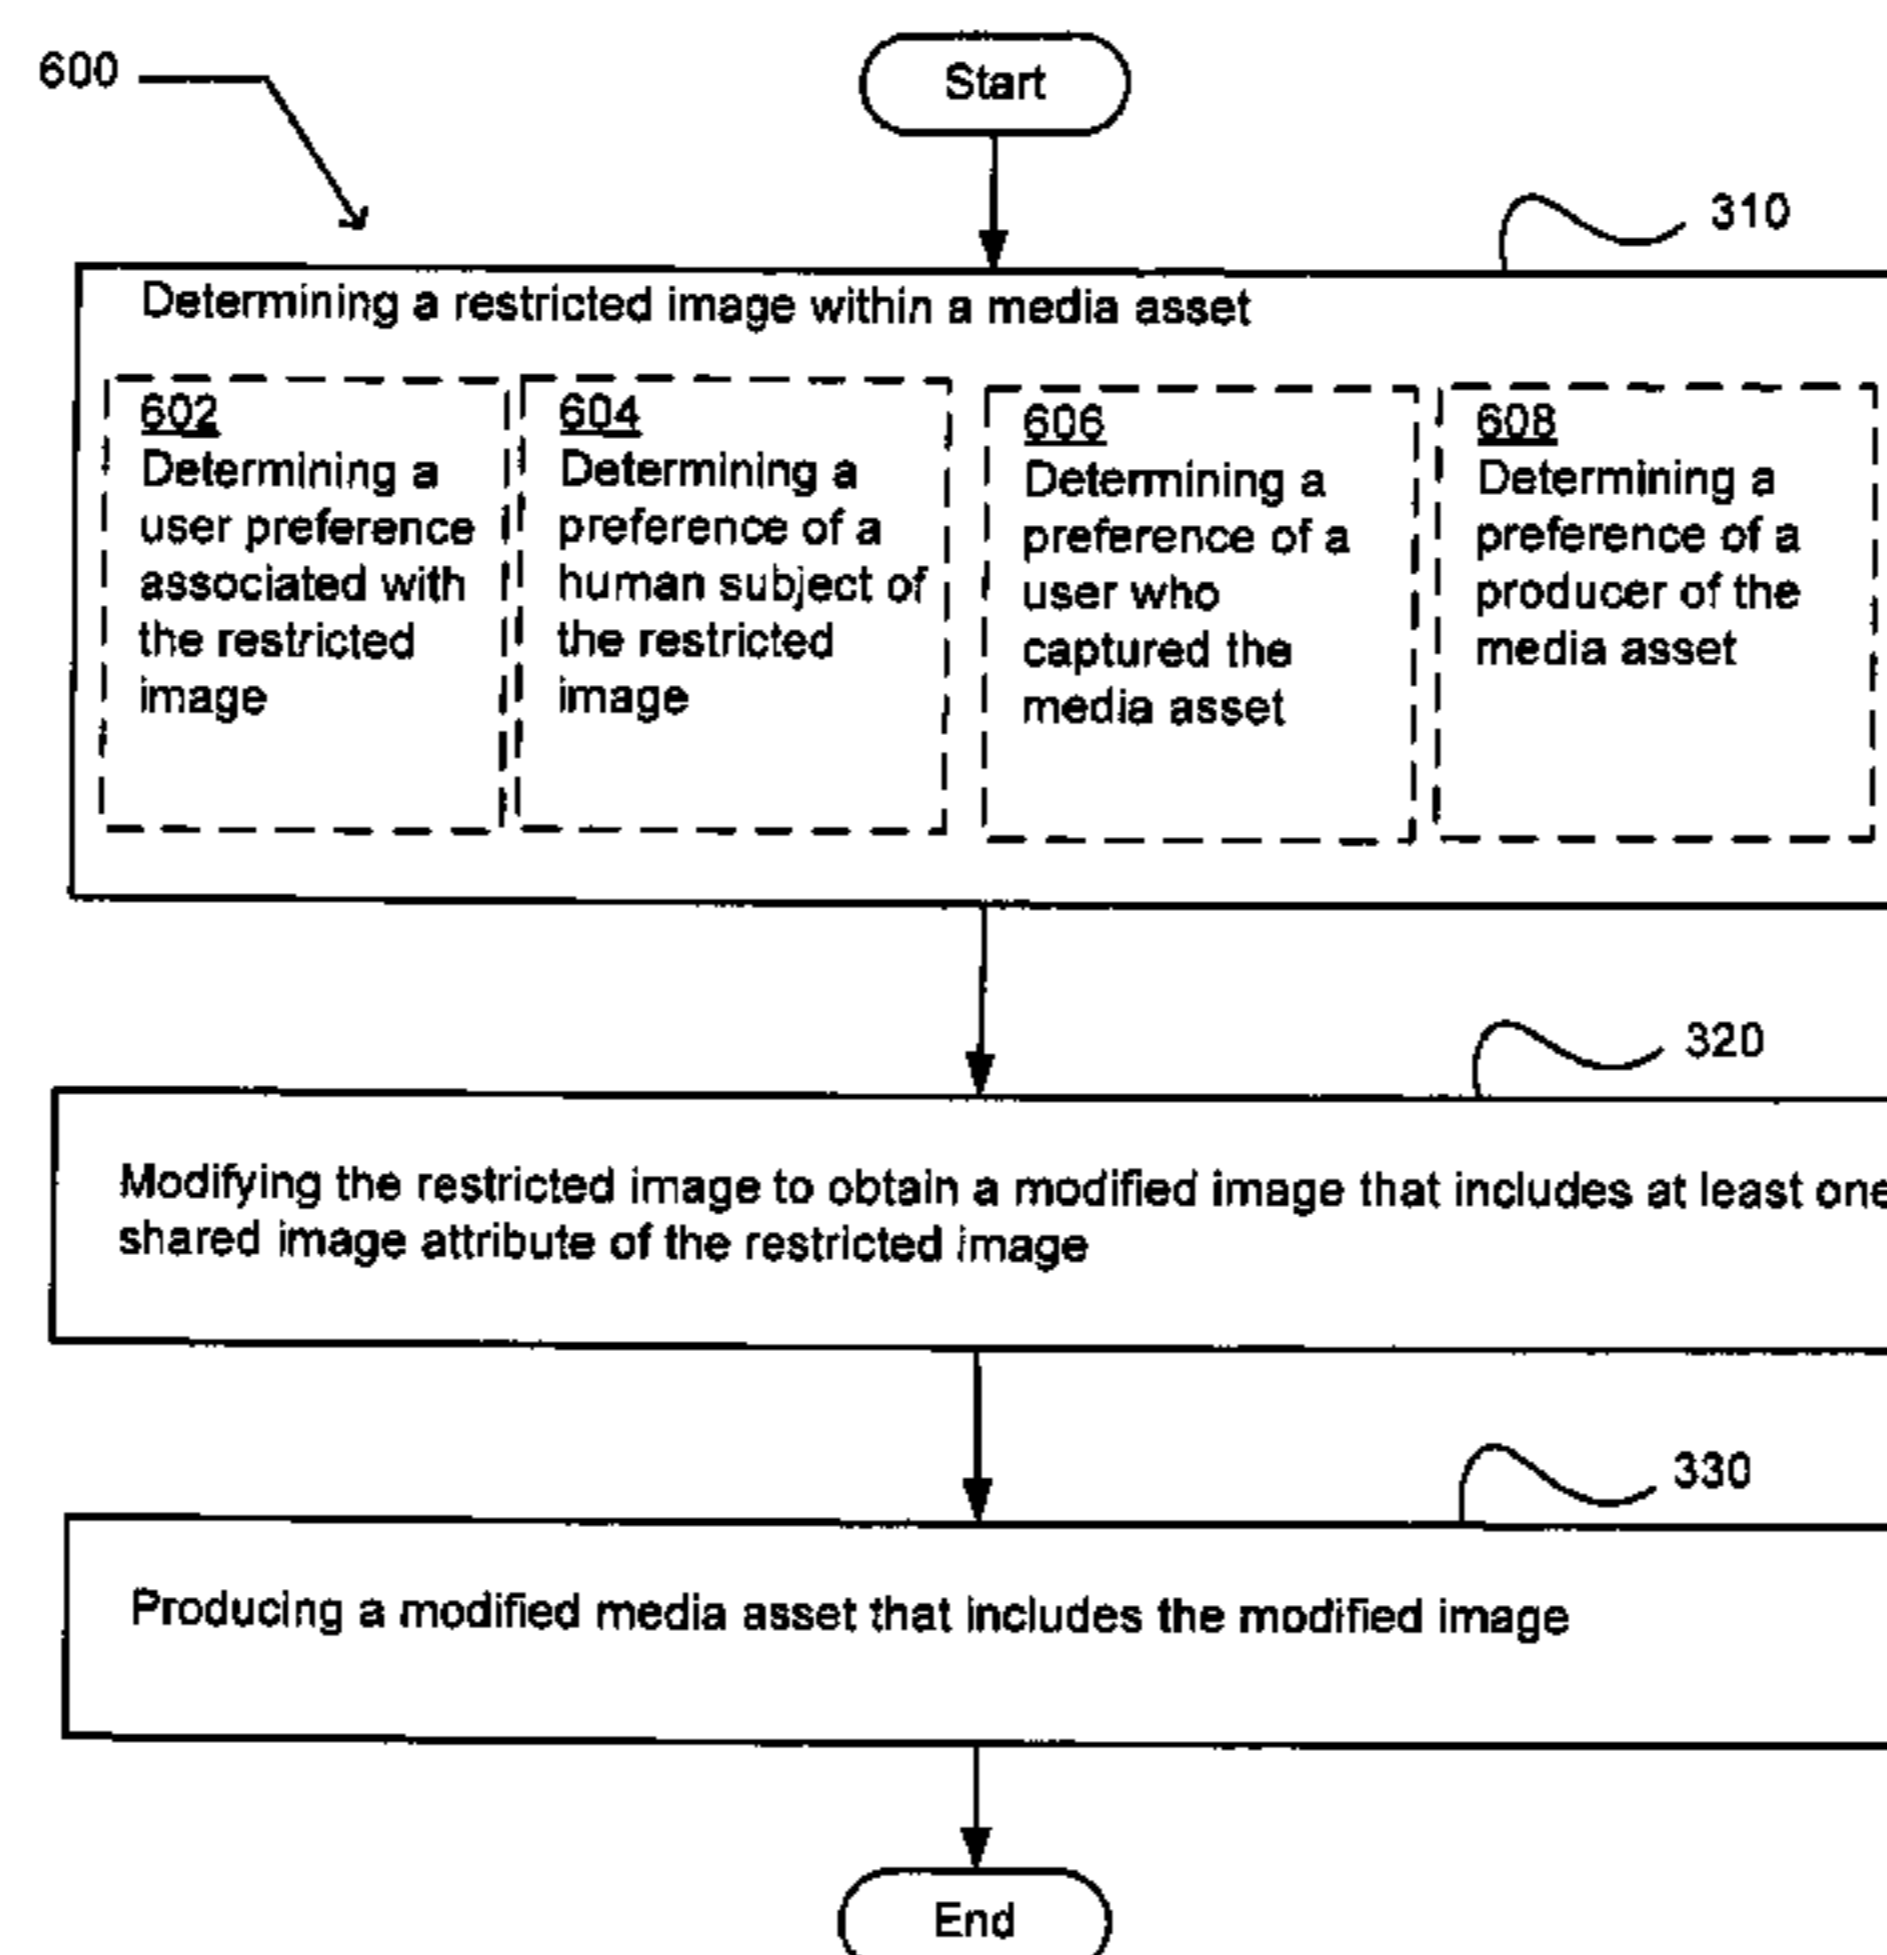 600
Start
310
Determining a restricted image within a media asset
602
Determining a
user preference
associated with
the restricted
image
604
Determining a
preference of a
human subject of
the restricted
image
606
Determining a
preference of a
user who
captured the
media asset
608
Determining a
preference of a
producer of the
media asset
320
Modifying the restricted image to obtain a modified image that includes at least one
shared image attribute of the restricted image
330
Producing a modified media asset that includes the modified image
End